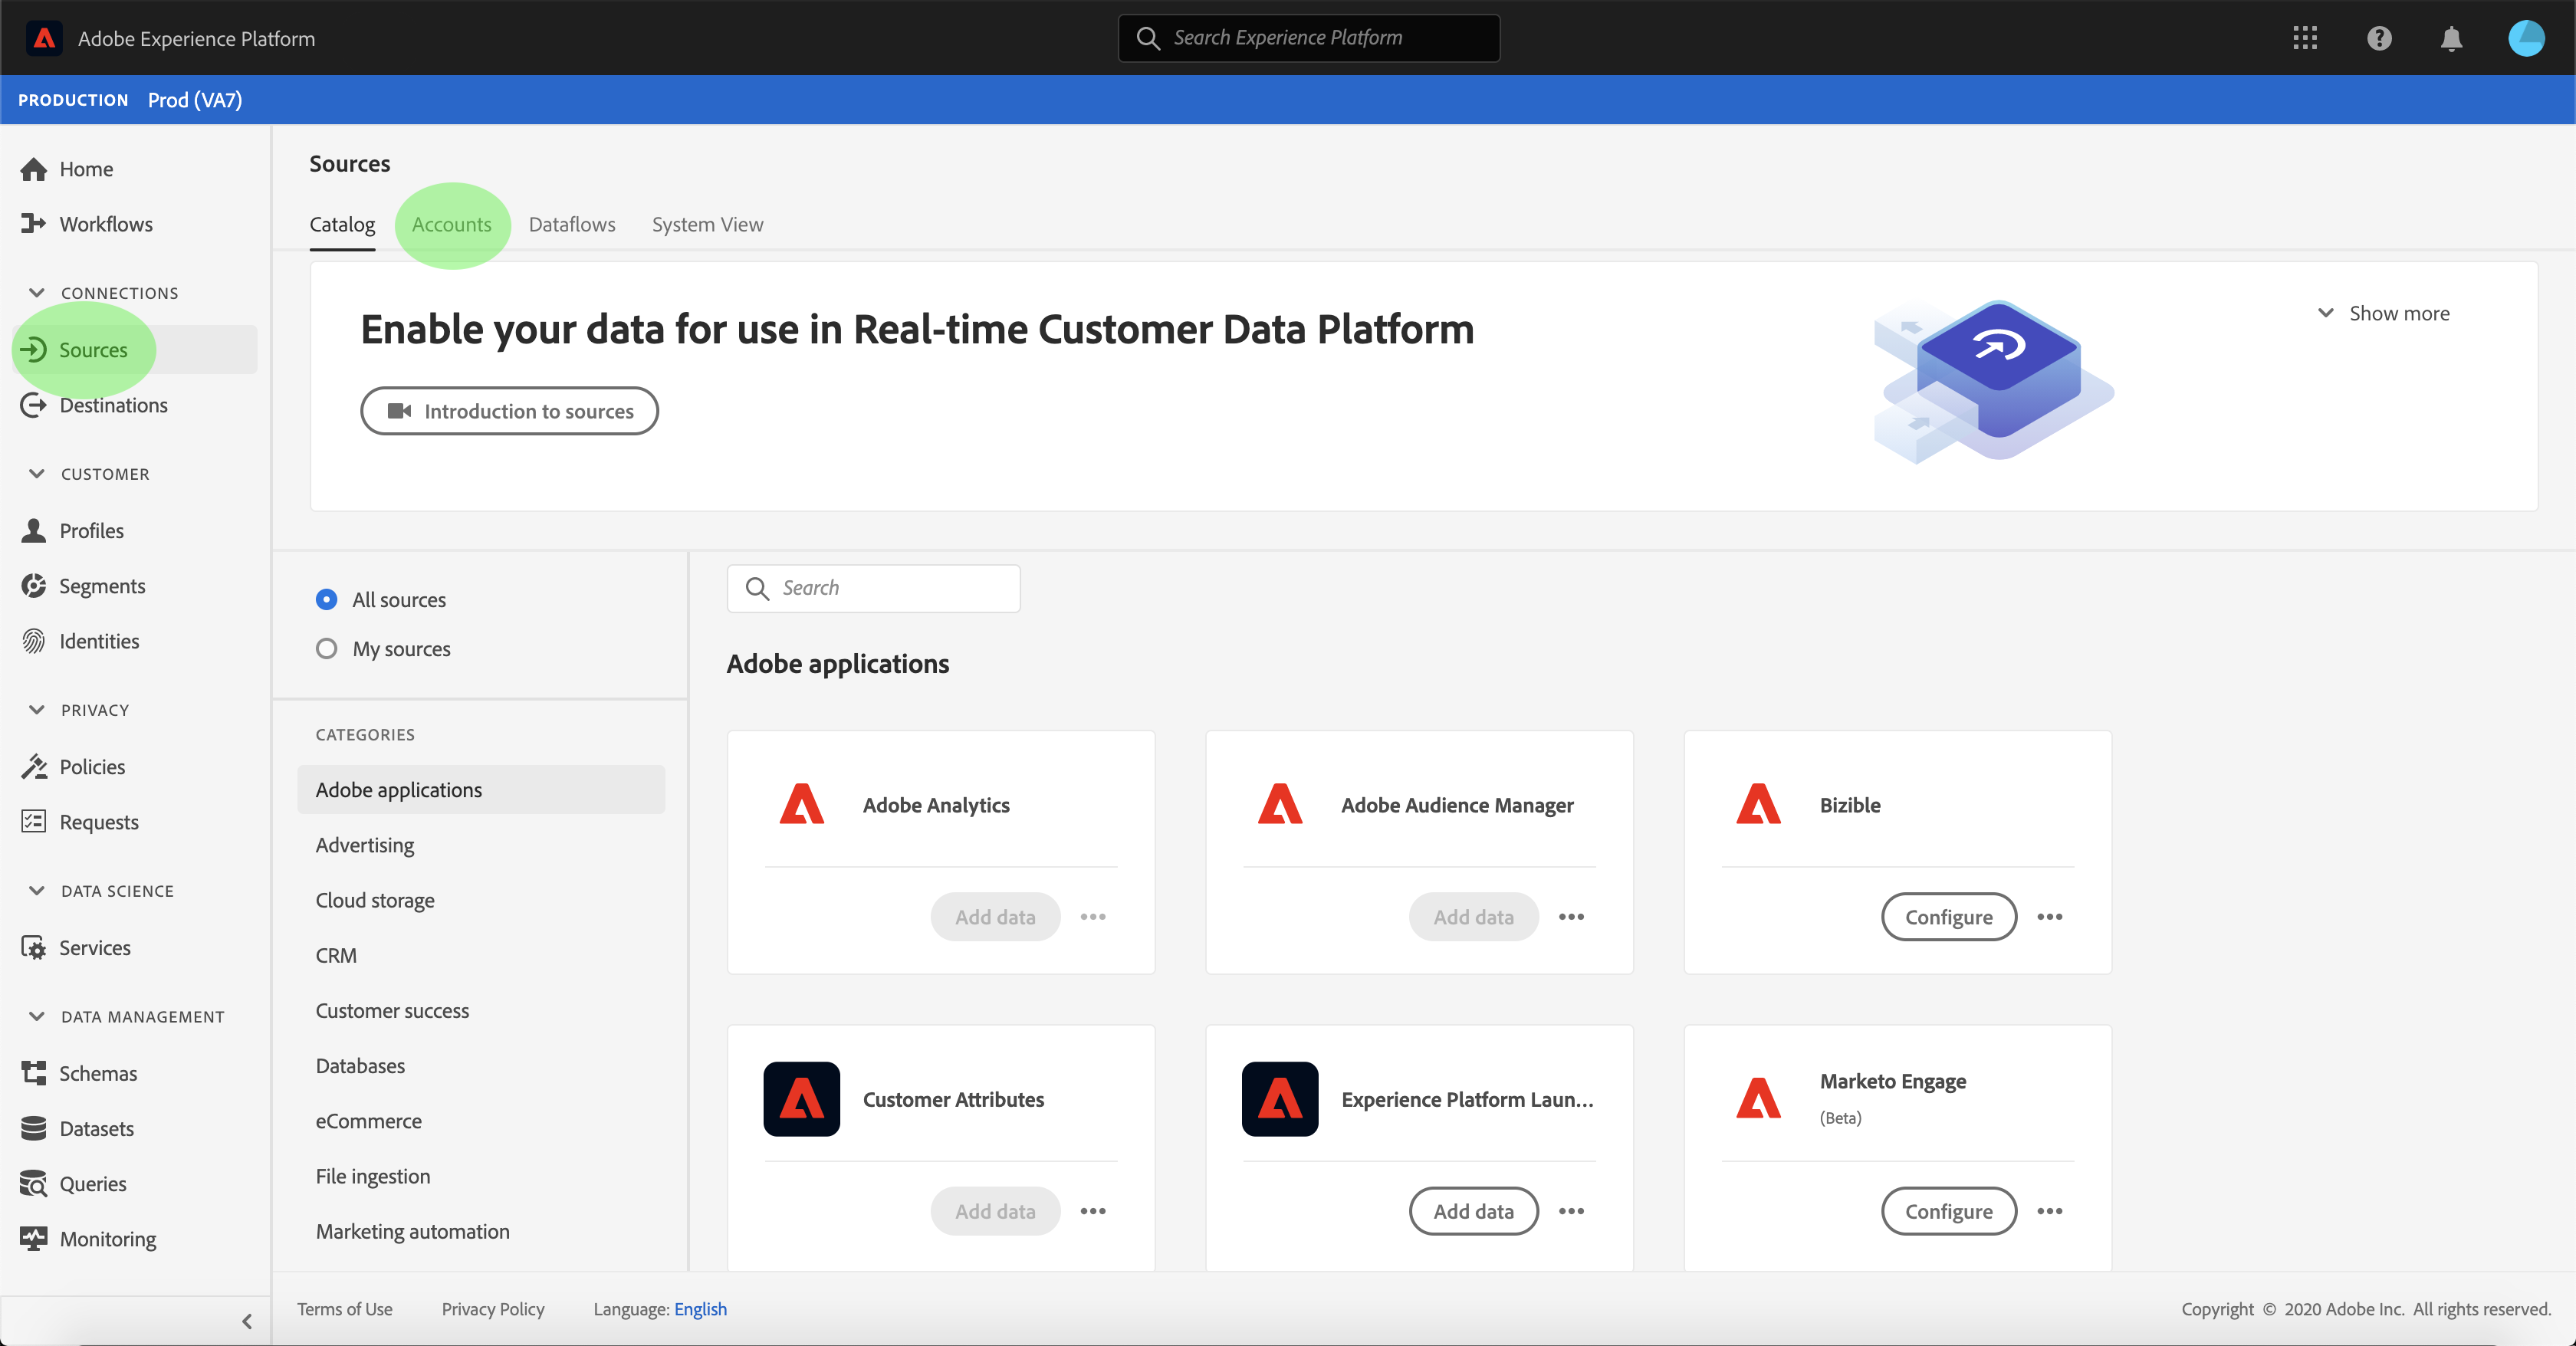 Adobe Experience Platform
Search Experience Platform
PRODUCTION Prod (VA7)
Home
Workflows
CONNECTIONS
Sources
Destinations
CUSTOMER
Profiles
Segments
Identities
PRIVACY
Policies
Requests
DATA SCIENCE
Services
DATA MANAGEMENT
Schemas
Datasets
Queries
Monitoring
Sources
Catalog Accounts Dataflows System View
Enable your data for use in Real-time Customer Data Platform
Show more
Introduction to sources
All sources
My sources
CATEGORIES
Adobe applications
Advertising
Cloud storage
CRM
Customer success
Databases
eCommerce
File ingestion
Marketing automation
Search
Adobe applications
Adobe Analytics
Add data
Adobe Audience Manager
Add data
Bizible
Configure
Customer Attributes
Add data
Experience Platform Laun...
Add data
Marketo Engage
(Beta)
Configure
Terms of Use Privacy Policy Language: English
Copyright © 2020 Adobe Inc. All rights reserved.